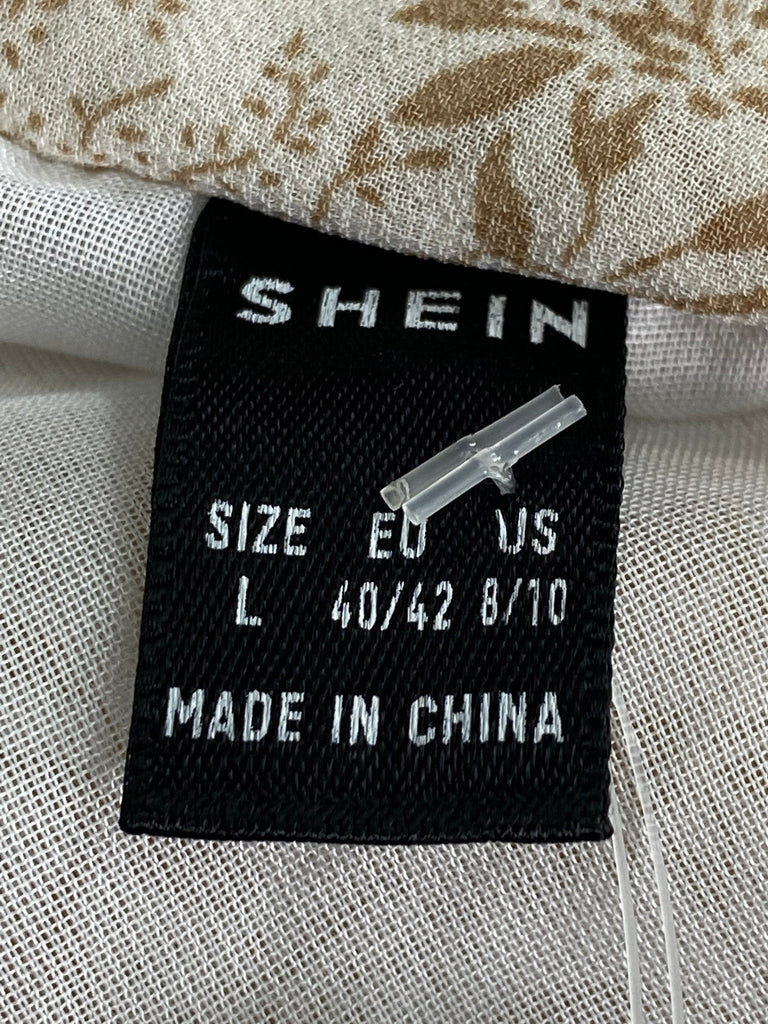 SHEIN
SIZE EU US
L 40/42 8/10
MADE IN CHINA